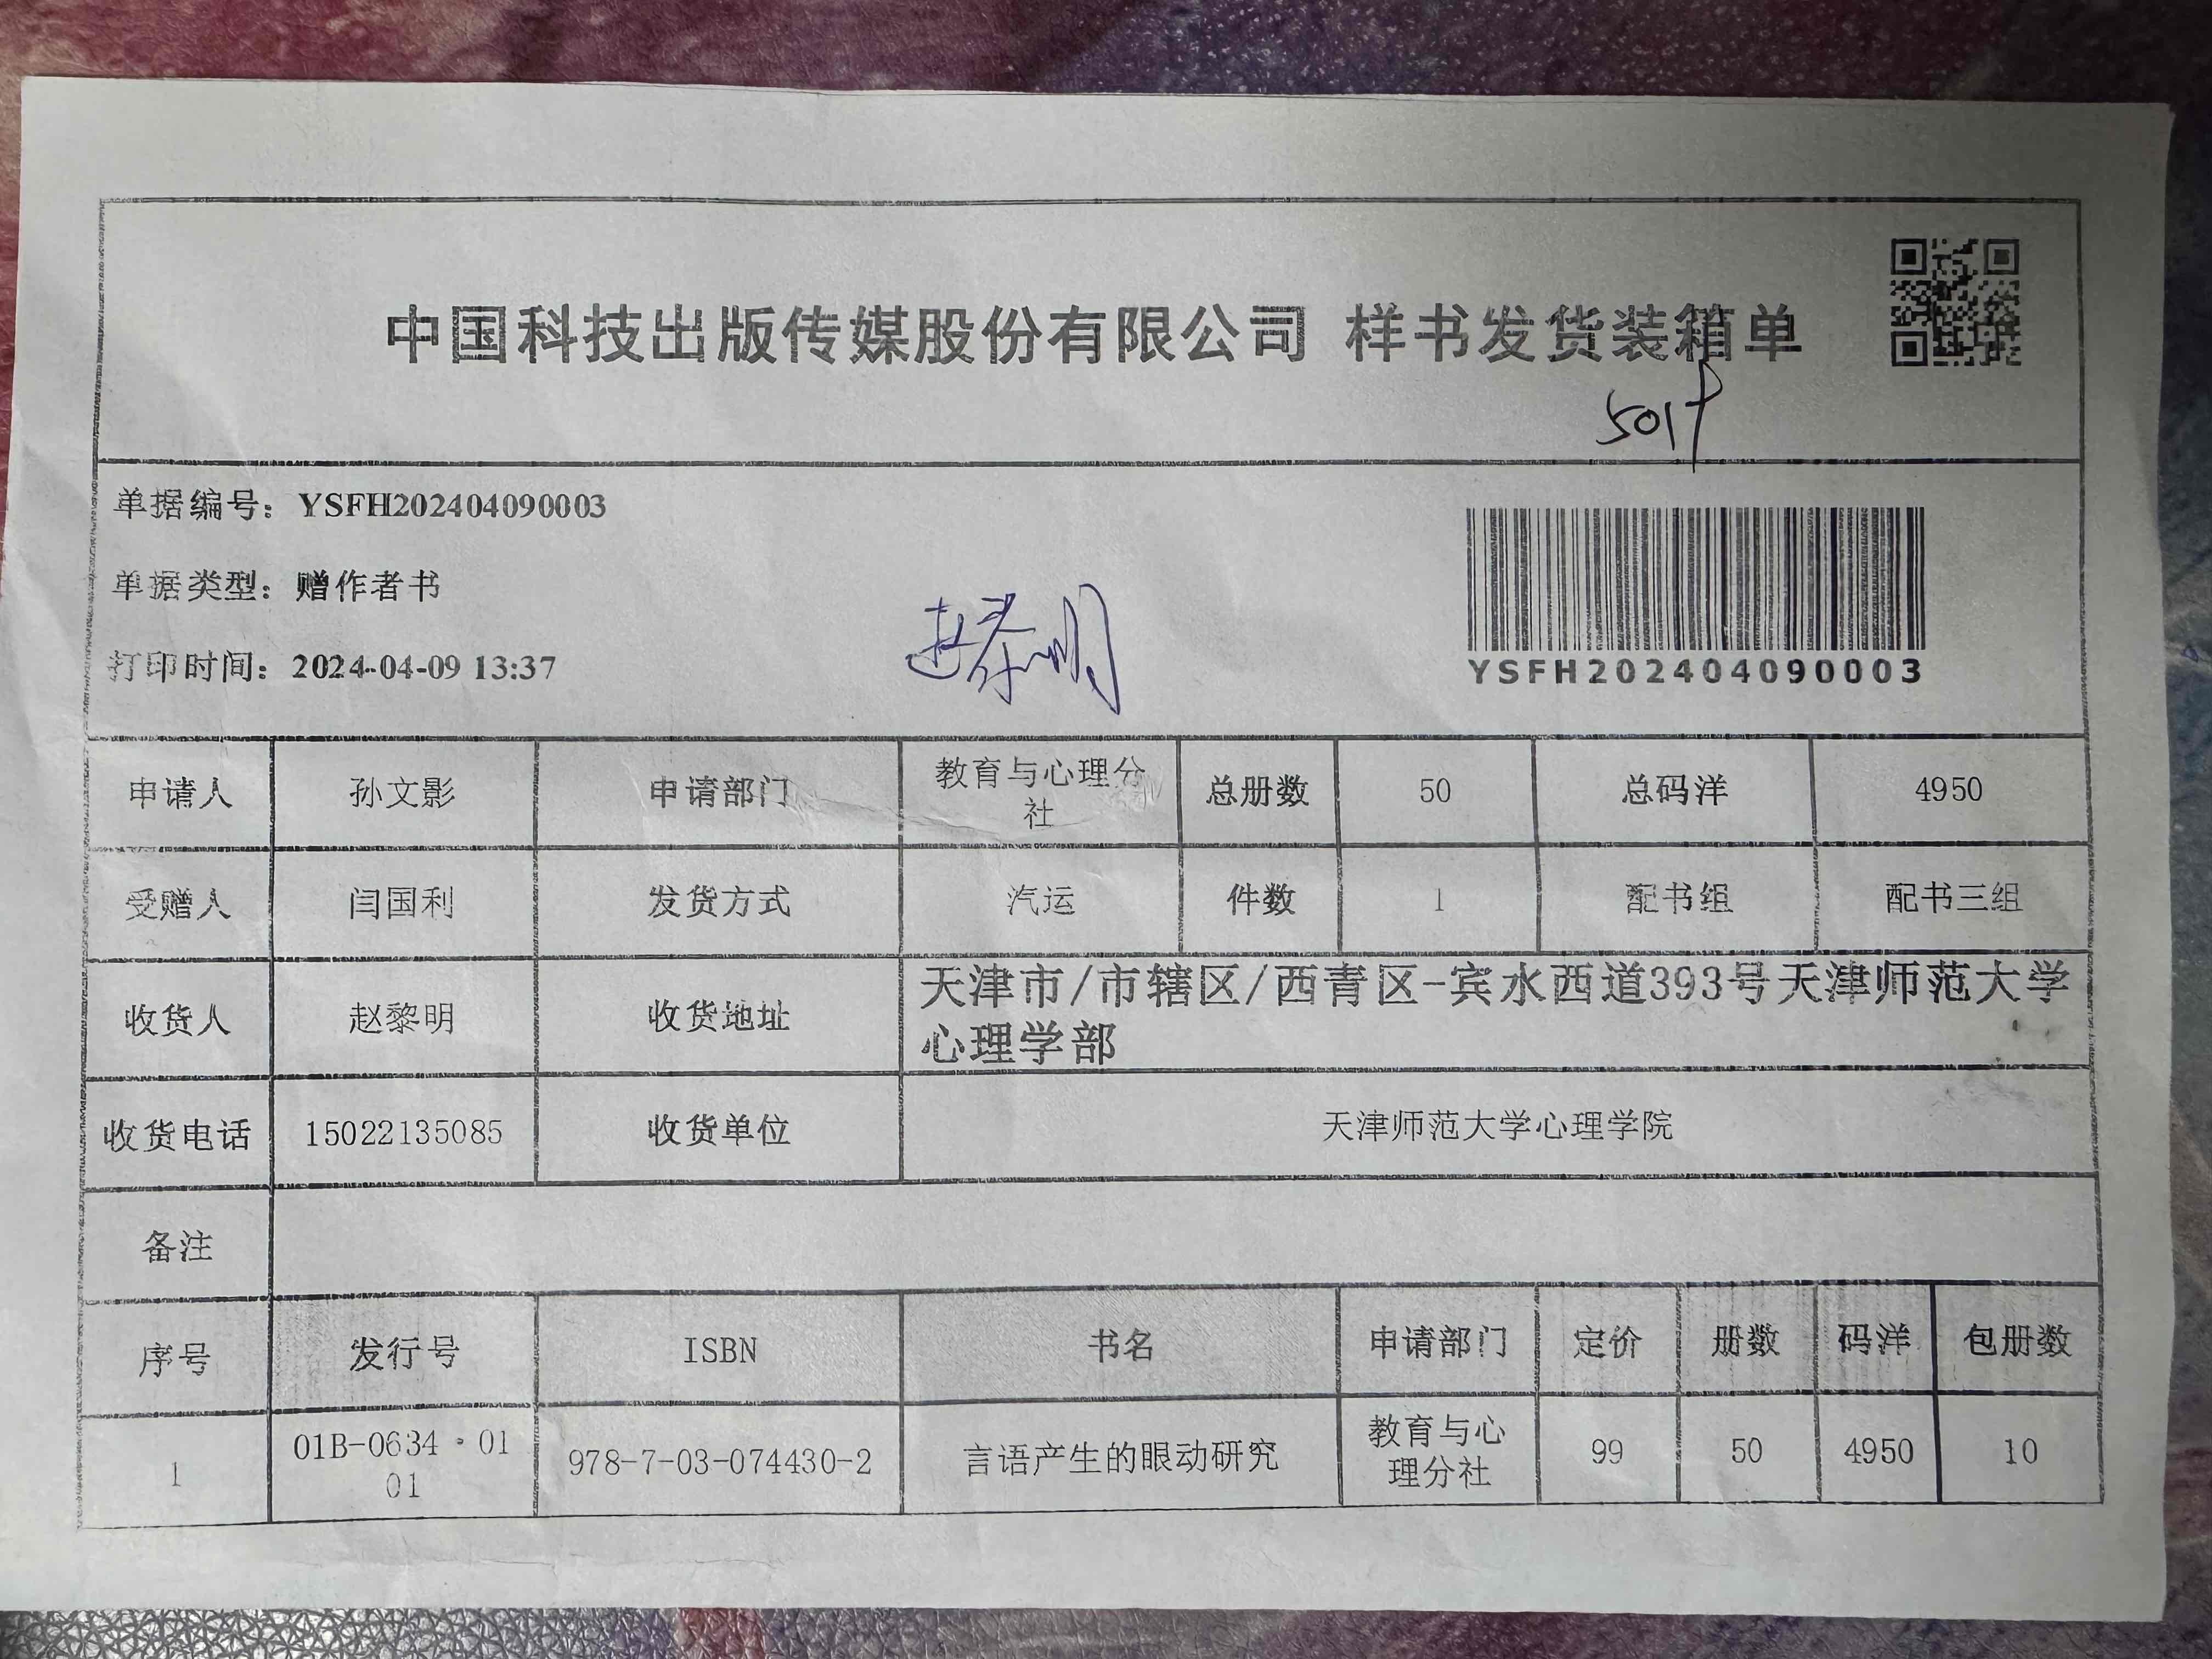 中国科技出版传媒股份有限公司 样书发货装箱单
单据编号：YSFH202404090003
单据类型：赠作者书
打印时间：2024-04-09 13:37
赵黎明
YSFH202404090003
申请人 孙文影 申请部门 教育与心理分社 总册数 50 总码洋 4950
受赠人 闫国利 发货方式 汽运 件数 1 配书组 配书三组
收货人 赵黎明 收货地址 天津市/市辖区/西青区-宾水西道393号天津师范大学
心理学部
收货电话 15022135085 收货单位 天津师范大学心理学院
备注
序号 发行号 ISBN 书名 申请部门 定价 册数 码洋 包册数
1 01B-0634·0101 978-7-03-074430-2 言语产生的眼动研究 教育与心理分社 99 50 4950 10